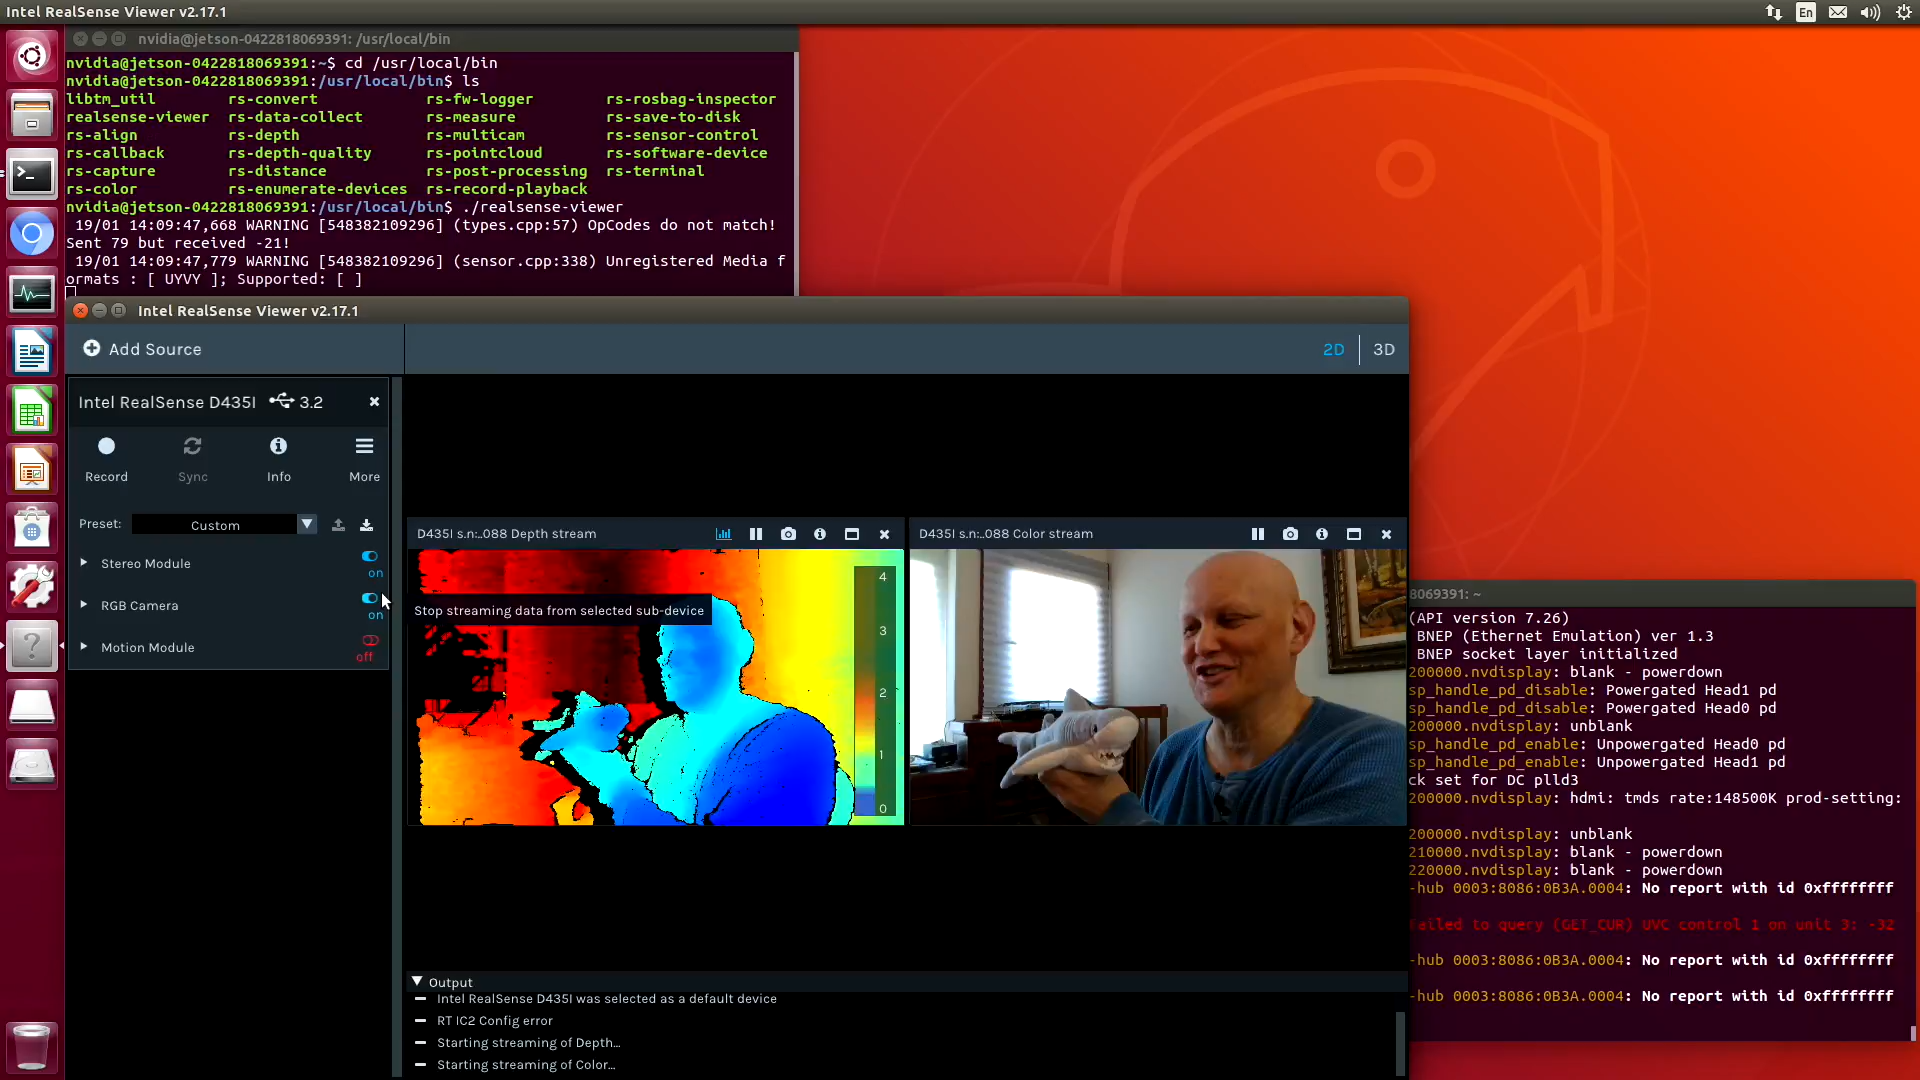 Intel RealSense Viewer v2.17.1
En
nvidia@jetson-0422818069391: /usr/local/bin
nvidia@jetson-0422818069391:~$ cd /usr/local/bin
nvidia@jetson-0422818069391:/usr/local/bin$ ls
libtm_util rs-convert rs-fw-logger rs-rosbag-inspector
realsense-viewer rs-data-collect rs-measure rs-save-to-disk
rs-align rs-depth rs-multicam rs-sensor-control
rs-callback rs-depth-quality rs-pointcloud rs-software-device
rs-capture rs-distance rs-post-processing rs-terminal
rs-color rs-enumerate-devices rs-record-playback
nvidia@jetson-0422818069391:/usr/local/bin$ ./realsense-viewer
19/01 14:09:47,668 WARNING [548382109296] (types.cpp:57) OpCodes do not match!
Sent 79 but received -21!
19/01 14:09:47,779 WARNING [548382109296] (sensor.cpp:338) Unregistered Media f
ormats : [ UYVY ]; Supported: [ ]
Intel RealSense Viewer v2.17.1
Add Source
2D
3D
Intel RealSense D435I 3.2
Record
Sync
Info
More
Preset:
Custom
Stereo Module
on
RGB Camera
on
Motion Module
off
D435I s.n:..088 Depth stream
Stop streaming data from selected sub-device
4
3
2
1
0
D435I s.n:..088 Color stream
Output
Intel RealSense D435I was selected as a default device
RT IC2 Config error
Starting streaming of Depth...
Starting streaming of Color...
8069391: ~
(API version 7.26)
BNEP (Ethernet Emulation) ver 1.3
BNEP socket layer initialized
200000.nvdisplay: blank - powerdown
sp_handle_pd_disable: Powergated Head1 pd
sp_handle_pd_disable: Powergated Head0 pd
200000.nvdisplay: unblank
sp_handle_pd_enable: Unpowergated Head0 pd
sp_handle_pd_enable: Unpowergated Head1 pd
ck set for DC plld3
200000.nvdisplay: hdmi: tmds rate:148500K prod-setting:
200000.nvdisplay: unblank
210000.nvdisplay: blank - powerdown
220000.nvdisplay: blank - powerdown
-hub 0003:8086:0B3A.0004: No report with id 0xffffffff
failed to query (GET_CUR) UVC control 1 on unit 3: -32
-hub 0003:8086:0B3A.0004: No report with id 0xffffffff
-hub 0003:8086:0B3A.0004: No report with id 0xffffffff